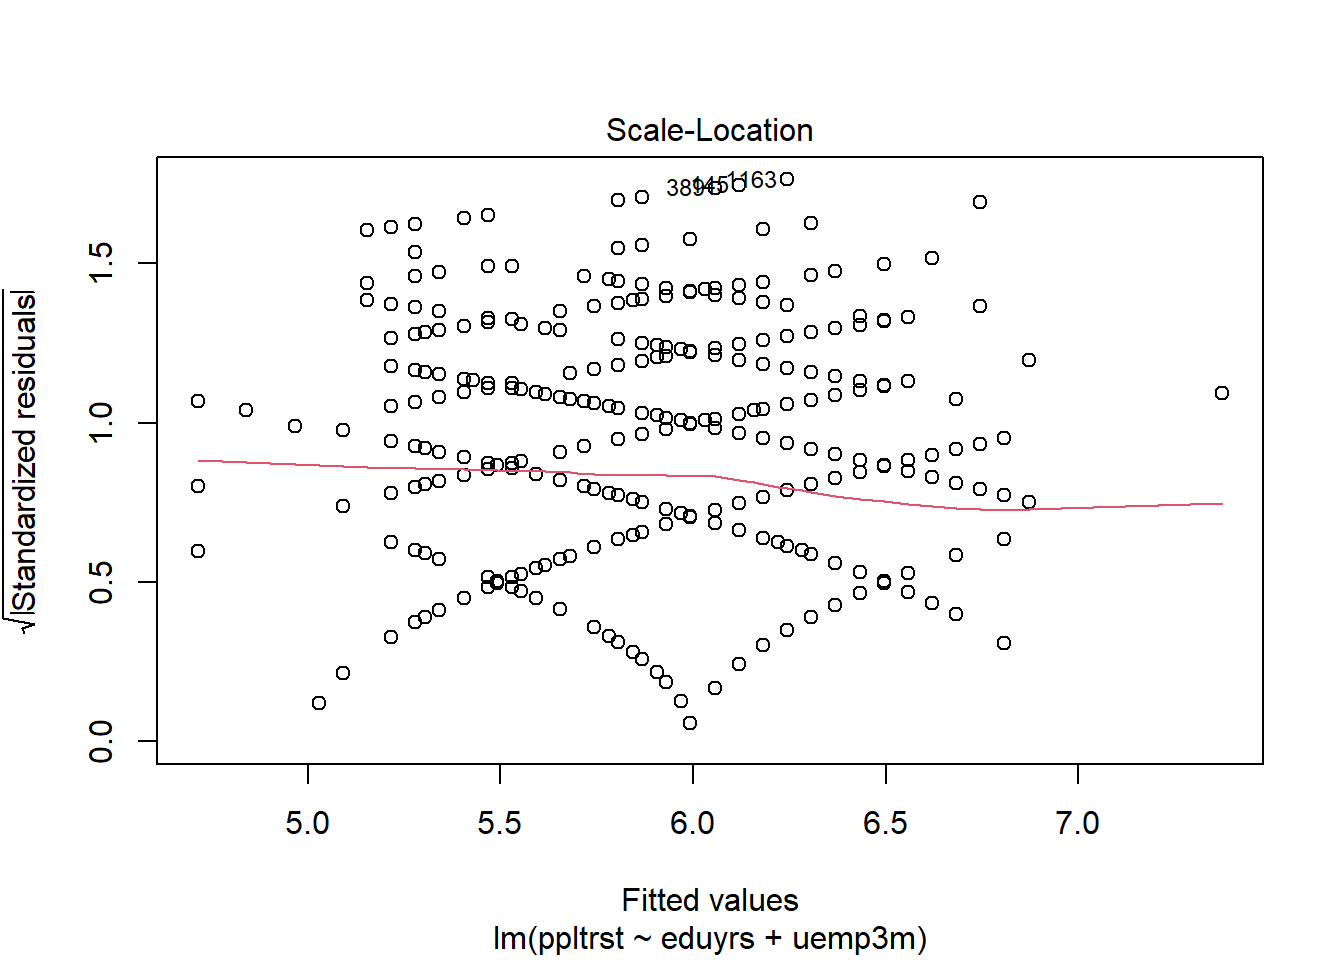 Scale-Location
1163
√|Standardized residuals|
0.0
0.5
1.0
1.5
5.0
5.5
6.0
6.5
7.0
Fitted values
lm(ppltrst ~ eduyrs + uemp3m)